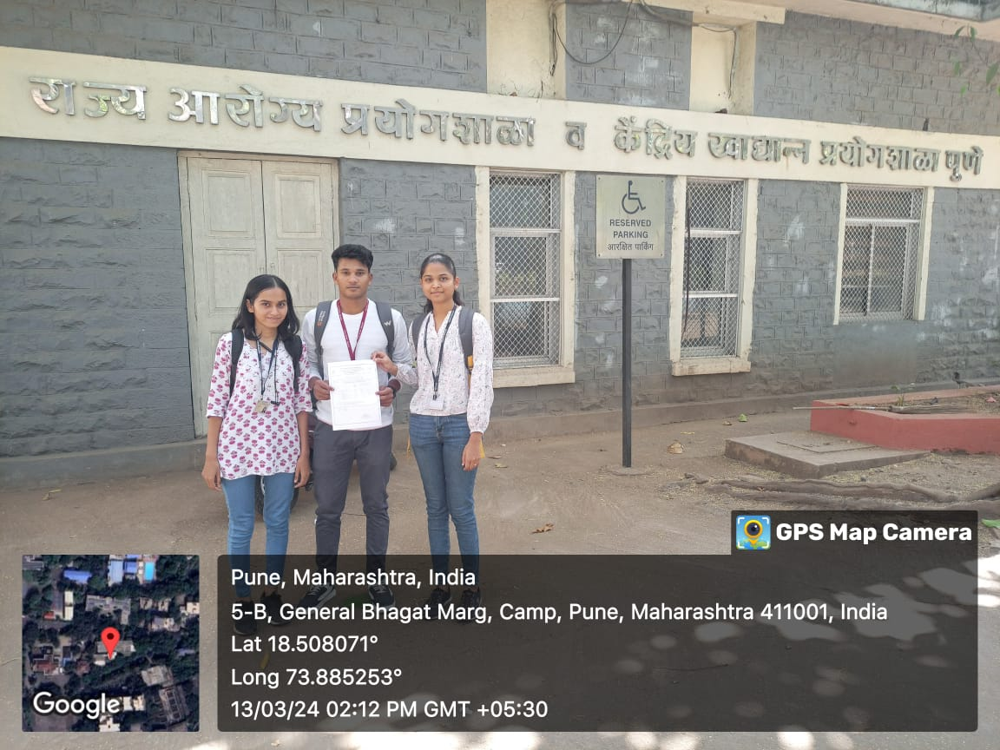 राज्य आरोग्य प्रयोगशाळा व केंद्रिय खाद्यान्न प्रयोगशाळा पुणे
RESERVED
PARKING
आरक्षित पार्किंग
GPS Map Camera
Pune, Maharashtra, India
5-B, General Bhagat Marg, Camp, Pune, Maharashtra 411001, India
Lat 18.508071°
Long 73.885253°
13/03/24 02:12 PM GMT +05:30
Google